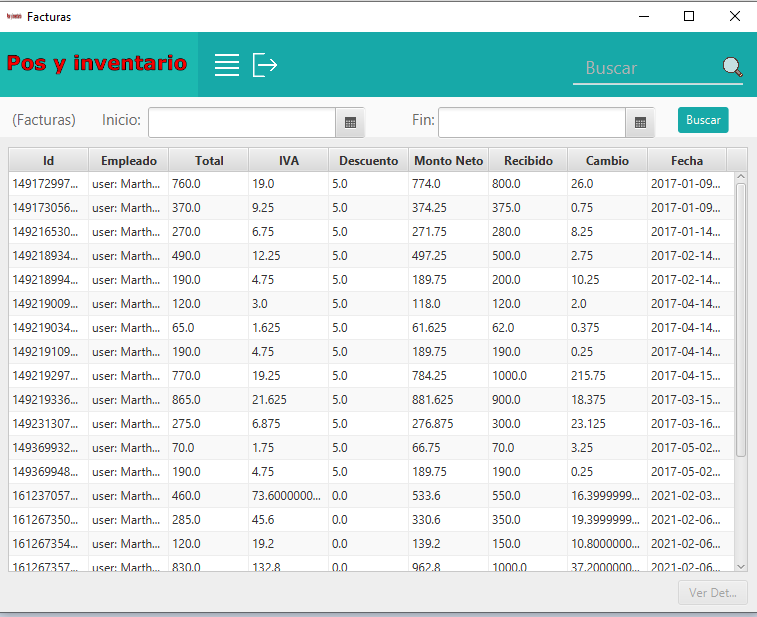 Facturas
Pos y inventario
Buscar
(Facturas) Inicio: Fin: Buscar
Id Empleado Total IVA Descuento Monto Neto Recibido Cambio Fecha
149172997... user: Marth... 760.0 19.0 5.0 774.0 800.0 26.0 2017-01-09...
149173056... user: Marth... 370.0 9.25 5.0 374.25 375.0 0.75 2017-01-09...
149216530... user: Marth... 270.0 6.75 5.0 271.75 280.0 8.25 2017-01-14...
149218934... user: Marth... 490.0 12.25 5.0 497.25 500.0 2.75 2017-02-14...
149218994... user: Marth... 190.0 4.75 5.0 189.75 200.0 10.25 2017-02-14...
149219009... user: Marth... 120.0 3.0 5.0 118.0 120.0 2.0 2017-04-14...
149219034... user: Marth... 65.0 1.625 5.0 61.625 62.0 0.375 2017-04-14...
149219109... user: Marth... 190.0 4.75 5.0 189.75 190.0 0.25 2017-04-14...
149219297... user: Marth... 770.0 19.25 5.0 784.25 1000.0 215.75 2017-04-15...
149219336... user: Marth... 865.0 21.625 5.0 881.625 900.0 18.375 2017-03-15...
149231307... user: Marth... 275.0 6.875 5.0 276.875 300.0 23.125 2017-03-16...
149369932... user: Marth... 70.0 1.75 5.0 66.75 70.0 3.25 2017-05-02...
149369948... user: Marth... 190.0 4.75 5.0 189.75 190.0 0.25 2017-05-02...
161237057... user: Marth... 460.0 73.6000000... 0.0 533.6 550.0 16.3999999... 2021-02-03...
161267350... user: Marth... 285.0 45.6 0.0 330.6 350.0 19.3999999... 2021-02-06...
161267354... user: Marth... 120.0 19.2 0.0 139.2 150.0 10.8000000... 2021-02-06...
161267357... user: Marth... 830.0 132.8 0.0 962.8 1000.0 37.2000000... 2021-02-06...
Ver Det...